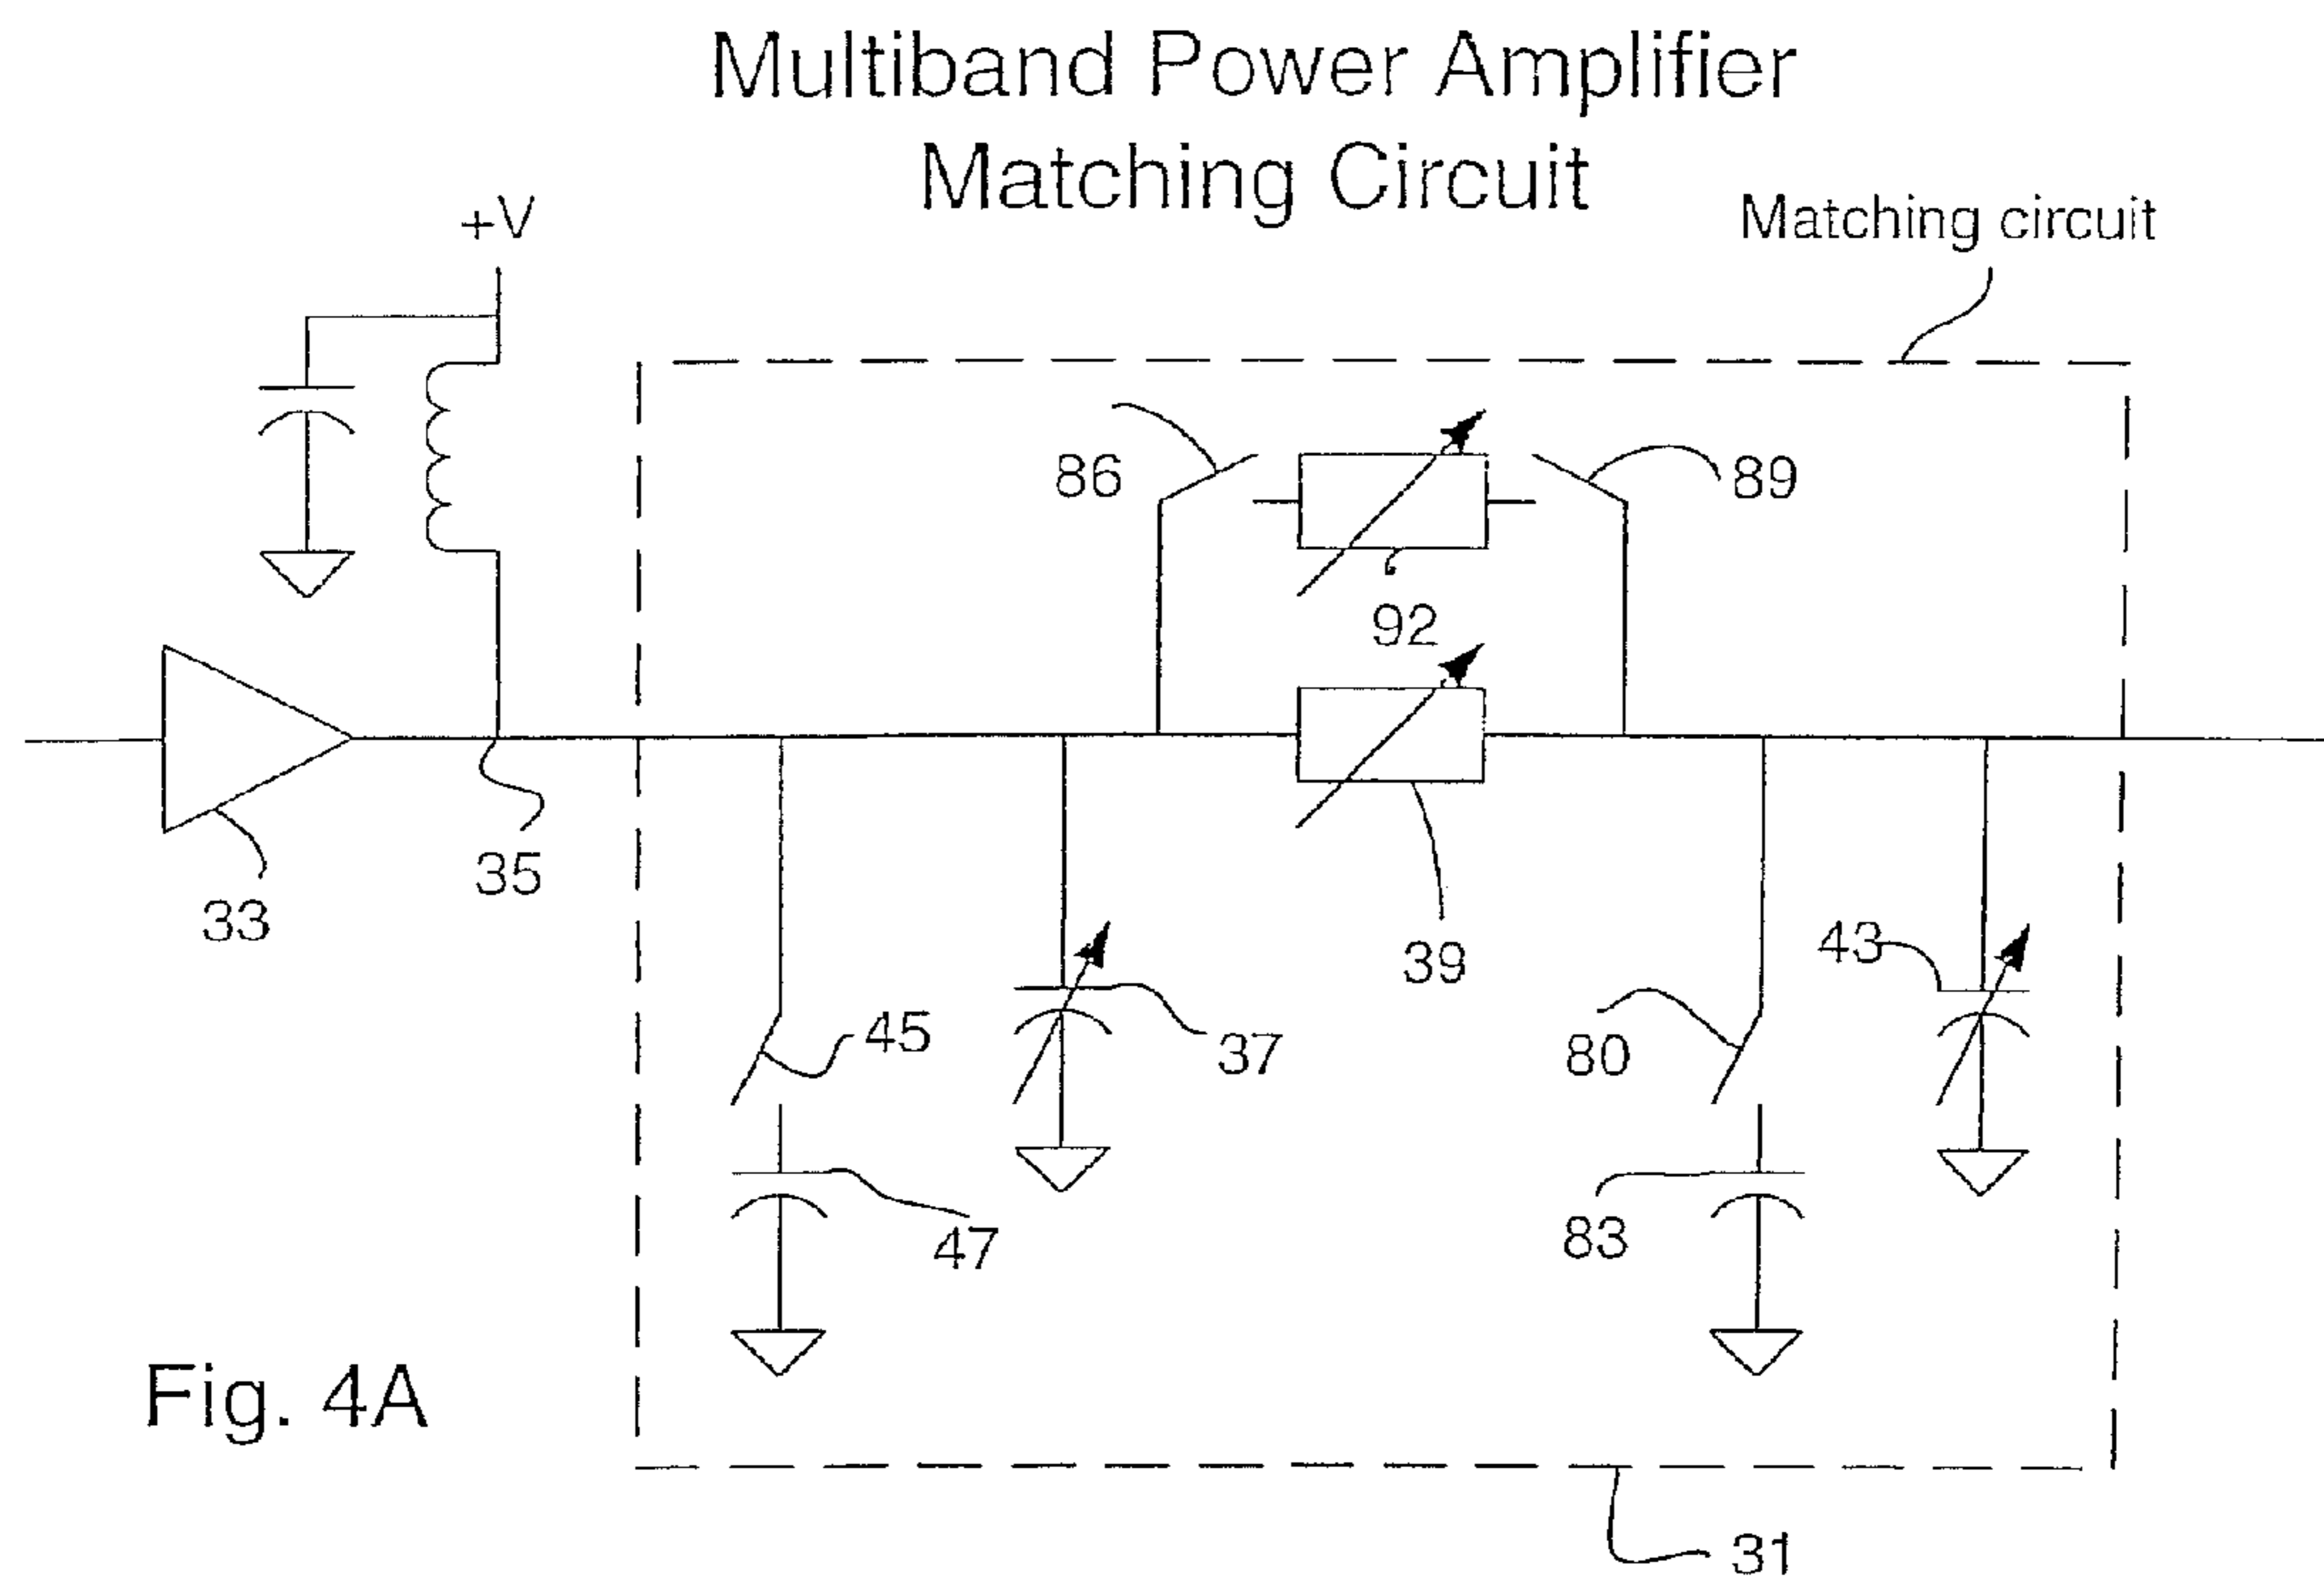 Multiband Power Amplifier
Matching Circuit
Matching circuit
+V
86
89
92
35
33
39
43
45
37
80
47
83
Fig. 4A
31